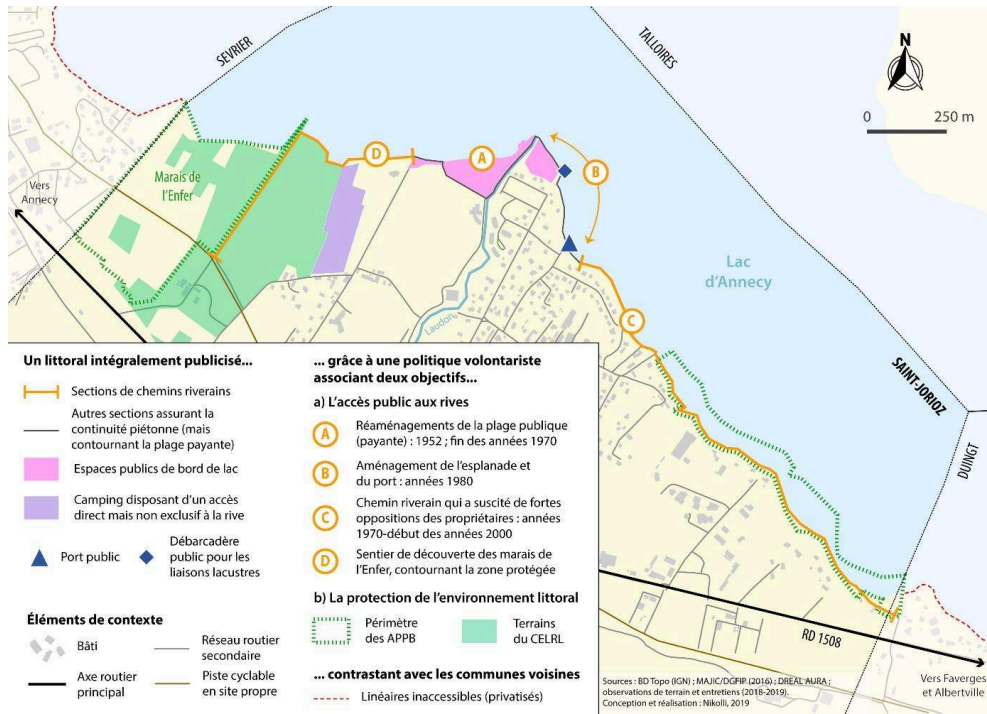 SEVRIER
TALLOIRES
N
0 250 m
D
A
B
Marais de
l'Enfer
Vers
Annecy
Lac
d'Annecy
Laudon
C
SAINT-JORIOZ
DUINGT
RD 1508
Vers Faverges
et Albertville
Un littoral intégralement publicisé...
Sections de chemins riverains
Autres sections assurant la
continuité piétonne (mais
contournant la plage payante)
Espaces publics de bord de lac
Camping disposant d'un accès
direct mais non exclusif à la rive
Port public
Débarcadère
public pour les
liaisons lacustres
Éléments de contexte
Bâti
Réseau routier
secondaire
Axe routier
principal
Piste cyclable
en site propre
... grâce à une politique volontariste
associant deux objectifs...
a) L'accès public aux rives
A
Réaménagements de la plage publique
(payante) : 1952 ; fin des années 1970
B
Aménagement de l'esplanade et
du port : années 1980
C
Chemin riverain qui a suscité de fortes
oppositions des propriétaires : années
1970-début des années 2000
D
Sentier de découverte des marais de
l'Enfer, contournant la zone protégée
b) La protection de l'environnement littoral
Périmètre
des APPB
Terrains
du CELRL
... contrastant avec les communes voisines
Linéaires inaccessibles (privatisés)
Sources : BD Topo (IGN) ; MAJIC/DGFIP (2016) ; DREAL AURA ;
observations de terrain et entretiens (2018-2019).
Conception et réalisation : Nikolli, 2019